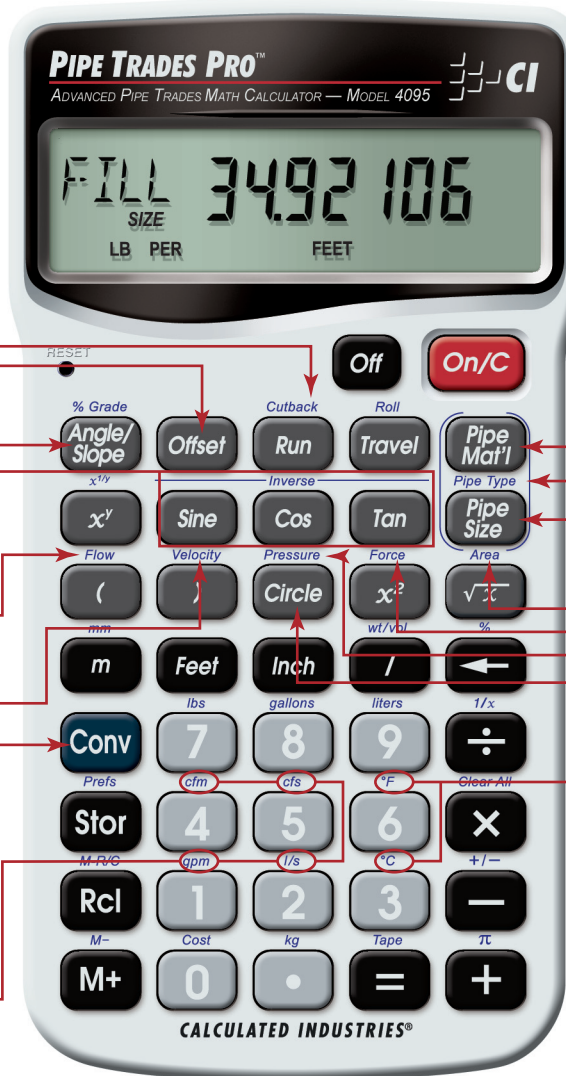 PIPE TRADES PRO™
CI
ADVANCED PIPE TRADES MATH CALCULATOR — MODEL 4095
FILL 34.92106
SIZE
LB PER FEET
RESET
Off On/C
% Grade Cutback Roll
Angle/Slope Offset Run Travel Pipe Mat'l
x1/y Inverse Pipe Type
xy Sine Cos Tan Pipe Size
Flow Velocity Pressure Force Area
( ) Circle x² √x
mm wt/vol %
m Feet Inch / ←
lbs gallons liters 1/x
Conv 7 8 9 ÷
Prefs cfm cfs °F Clear All
Stor 4 5 6 ×
M-R/C gpm l/s °C +/−
Rcl 1 2 3 −
M− Cost kg Tape π
M+ 0 • = +
CALCULATED INDUSTRIES®